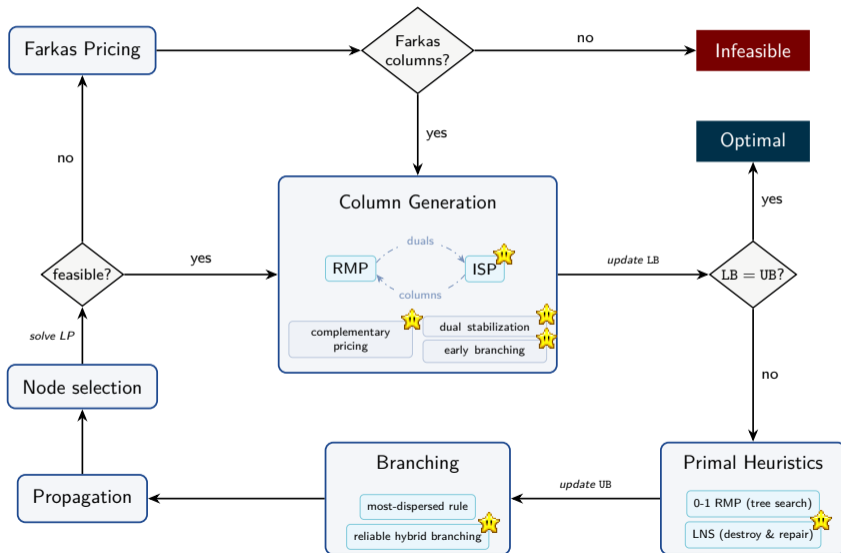 Farkas Pricing
Farkas
columns?
no
Infeasible
yes
Optimal
no
yes
Column Generation
duals
RMP
ISP
columns
complementary
pricing
dual stabilization
early branching
feasible?
yes
update LB
LB = UB?
solve LP
Node selection
no
Propagation
Branching
most-dispersed rule
reliable hybrid branching
update UB
Primal Heuristics
0-1 RMP (tree search)
LNS (destroy & repair)